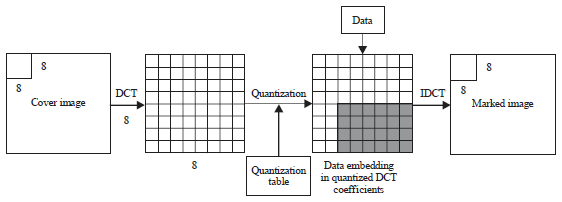 Data
8
8
Cover image
DCT
8
8
Quantization
Quantization
table
Data embedding
in quantized DCT
coefficients
IDCT
8
8
Marked image